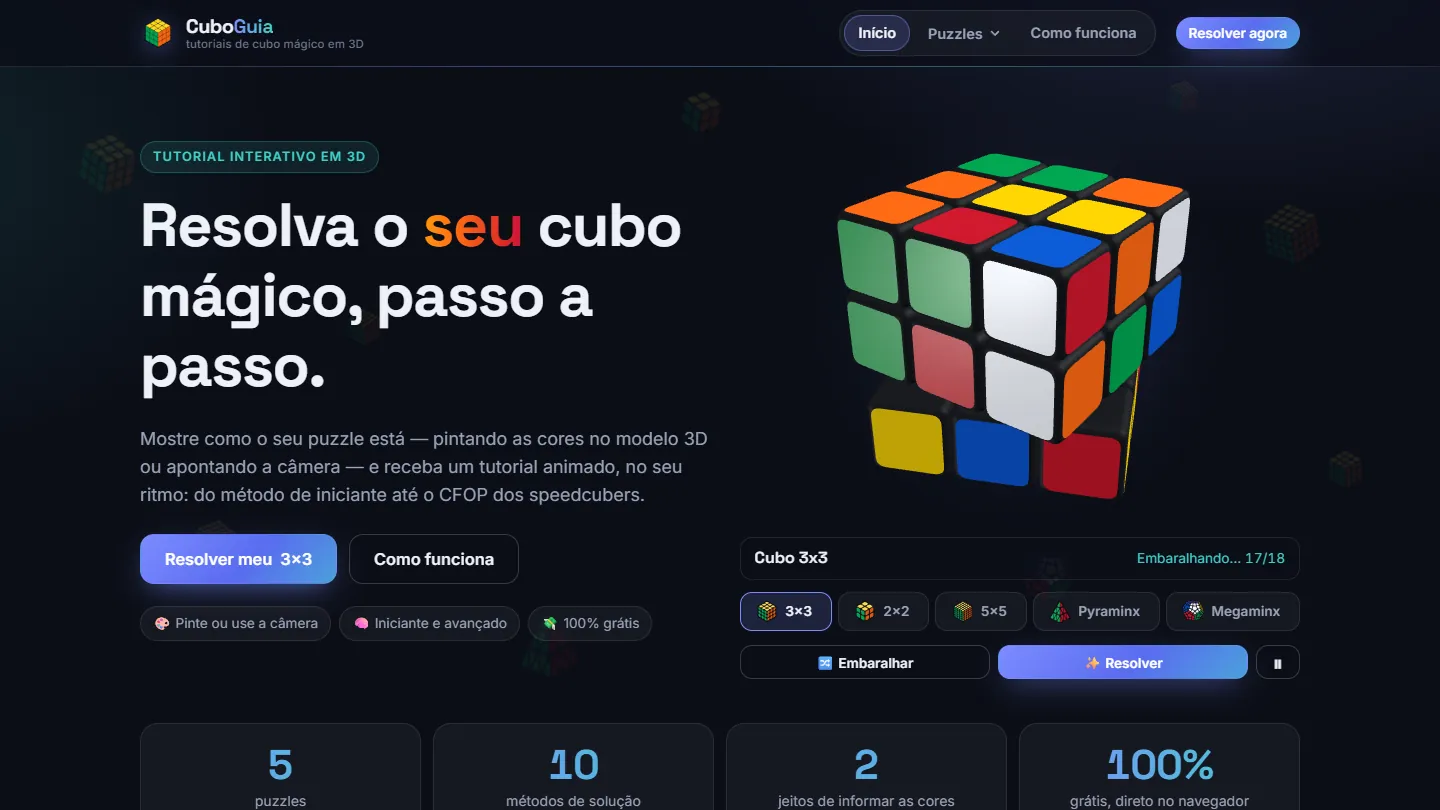 CuboGuia
tutoriais de cubo mágico em 3D
Início
Puzzles
Como funciona
Resolver agora
TUTORIAL INTERATIVO EM 3D
Resolva o seu cubo
mágico, passo a
passo.
Mostre como o seu puzzle está — pintando as cores no modelo 3D
ou apontando a câmera — e receba um tutorial animado, no seu
ritmo: do método de iniciante até o CFOP dos speedcubers.
Resolver meu 3×3
Como funciona
Pinte ou use a câmera
Iniciante e avançado
100% grátis
Cubo 3x3
Embaralhando... 17/18
3×3
2×2
5×5
Pyraminx
Megaminx
Embaralhar
Resolver
5
puzzles
10
métodos de solução
2
jeitos de informar as cores
100%
grátis, direto no navegador